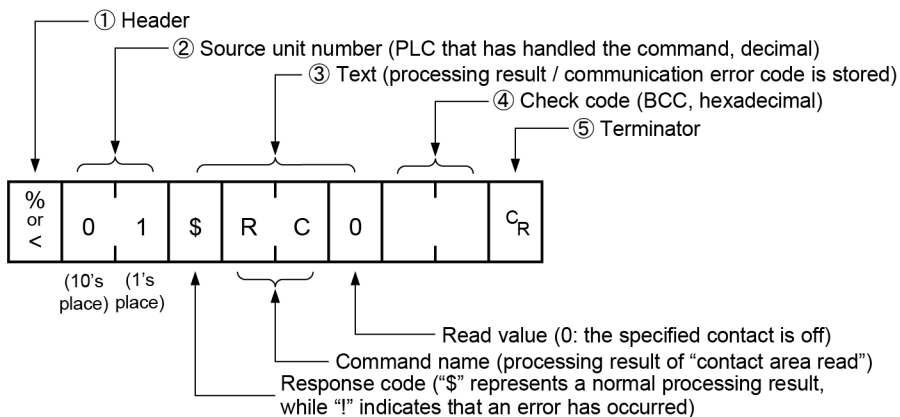 ① Header
② Source unit number (PLC that has handled the command, decimal)
③ Text (processing result / communication error code is stored)
④ Check code (BCC, hexadecimal)
⑤ Terminator
%
or
<
0 1 $ R C 0 CR
(10's place) (1's place)
Read value (0: the specified contact is off)
Command name (processing result of “contact area read”)
Response code (“$” represents a normal processing result,
while “!” indicates that an error has occurred)